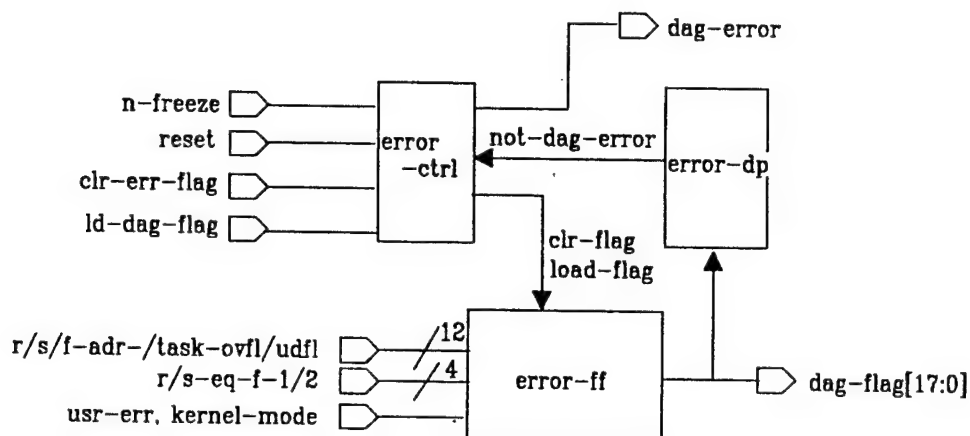 dag-error
n-freeze
reset
clr-err-flag
ld-dag-flag
error
-ctrl
not-dag-error
error-dp
clr-flag
load-flag
r/s/f-adr-/task-ovfl/udfl
12
r/s-eq-f-1/2
4
usr-err, kernel-mode
error-ff
dag-flag[17:0]